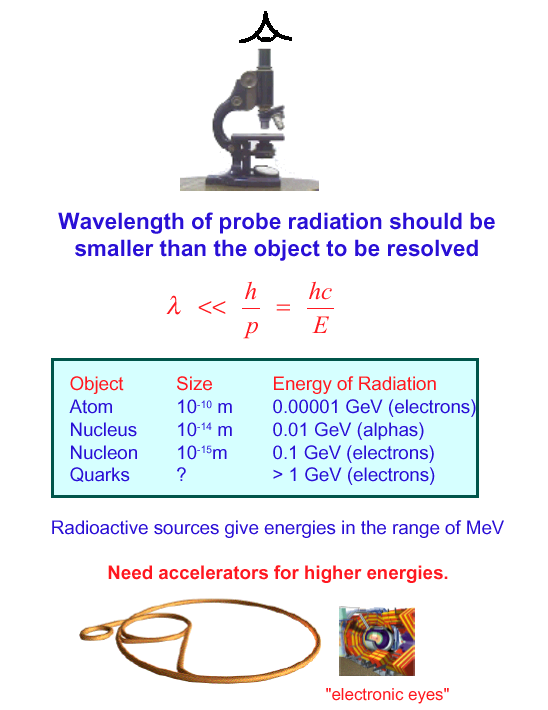 Wavelength of probe radiation should be
smaller than the object to be resolved
λ << h/p = hc/E
Object Size Energy of Radiation
Atom 10⁻¹⁰ m 0.00001 GeV (electrons)
Nucleus 10⁻¹⁴ m 0.01 GeV (alphas)
Nucleon 10⁻¹⁵m 0.1 GeV (electrons)
Quarks ? > 1 GeV (electrons)
Radioactive sources give energies in the range of MeV
Need accelerators for higher energies.
"electronic eyes"